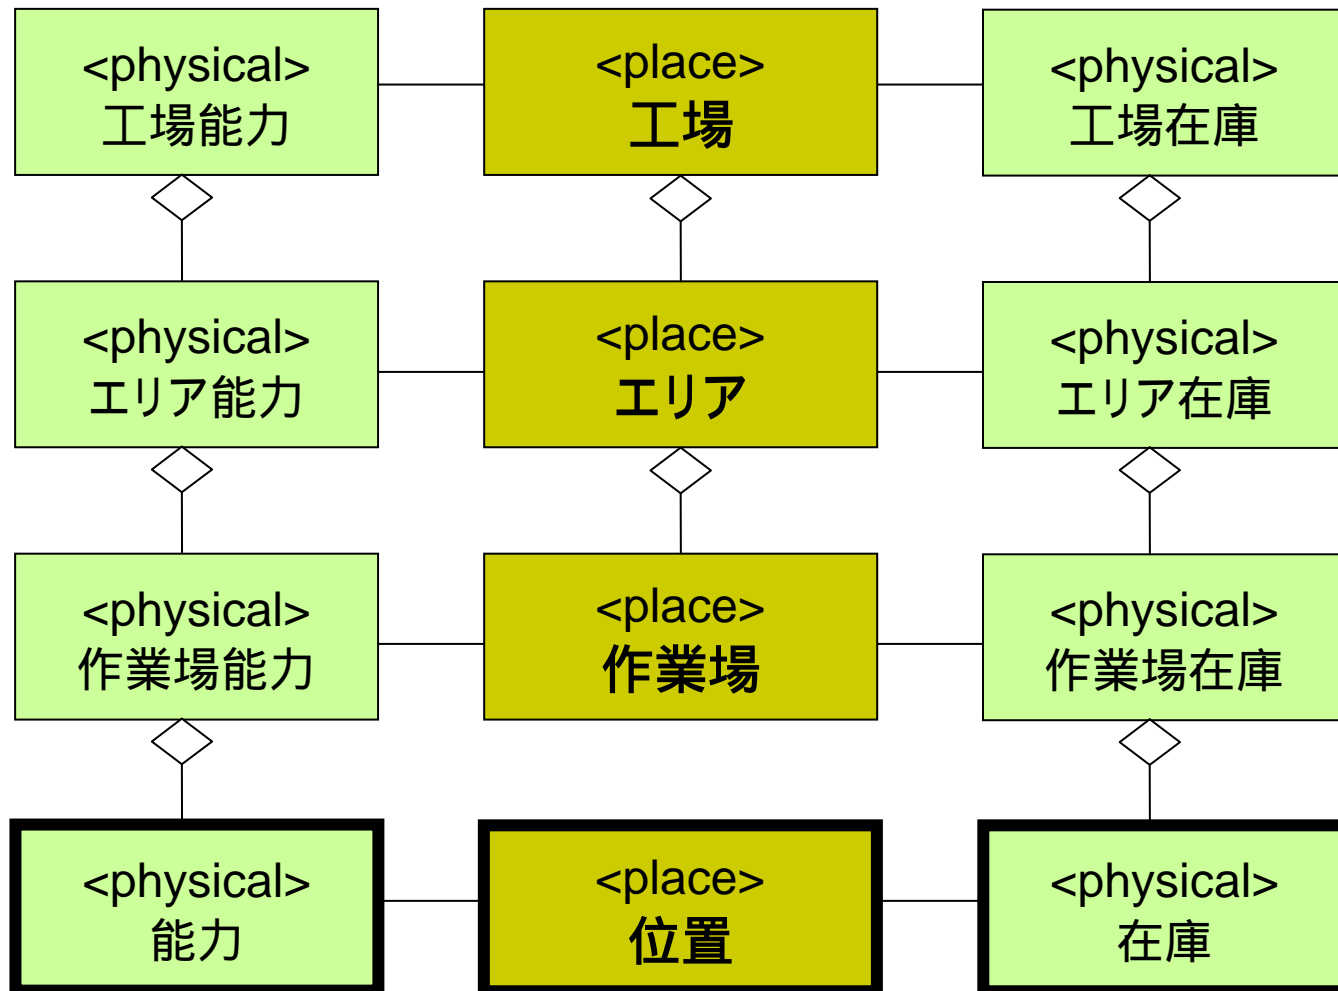 <physical>
工場能力
<place>
工場
<physical>
工場在庫
<physical>
エリア能力
<place>
エリア
<physical>
エリア在庫
<physical>
作業場能力
<place>
作業場
<physical>
作業場在庫
<physical>
能力
<place>
位置
<physical>
在庫